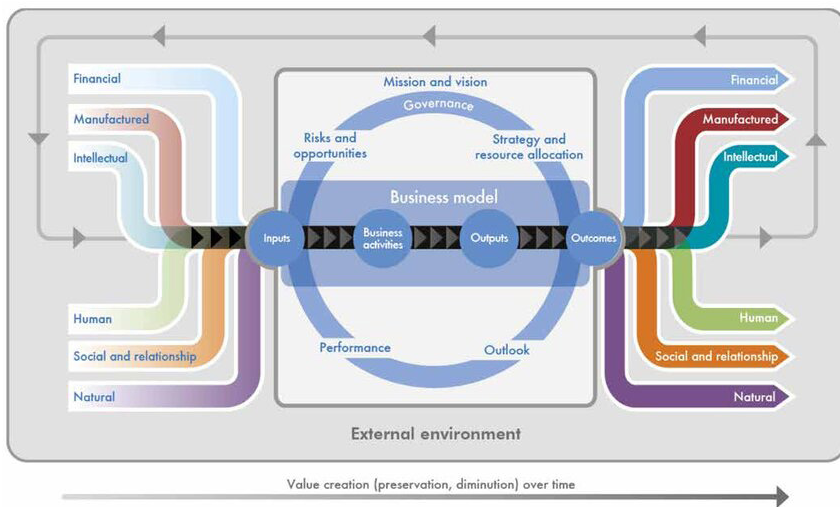 Financial
Manufactured
Intellectual
Human
Social and relationship
Natural
Mission and vision
Governance
Risks and
opportunities
Strategy and
resource allocation
Business model
Inputs
Business
activities
Outputs
Outcomes
Performance
Outlook
Financial
Manufactured
Intellectual
Human
Social and relationship
Natural
External environment
Value creation (preservation, diminution) over time